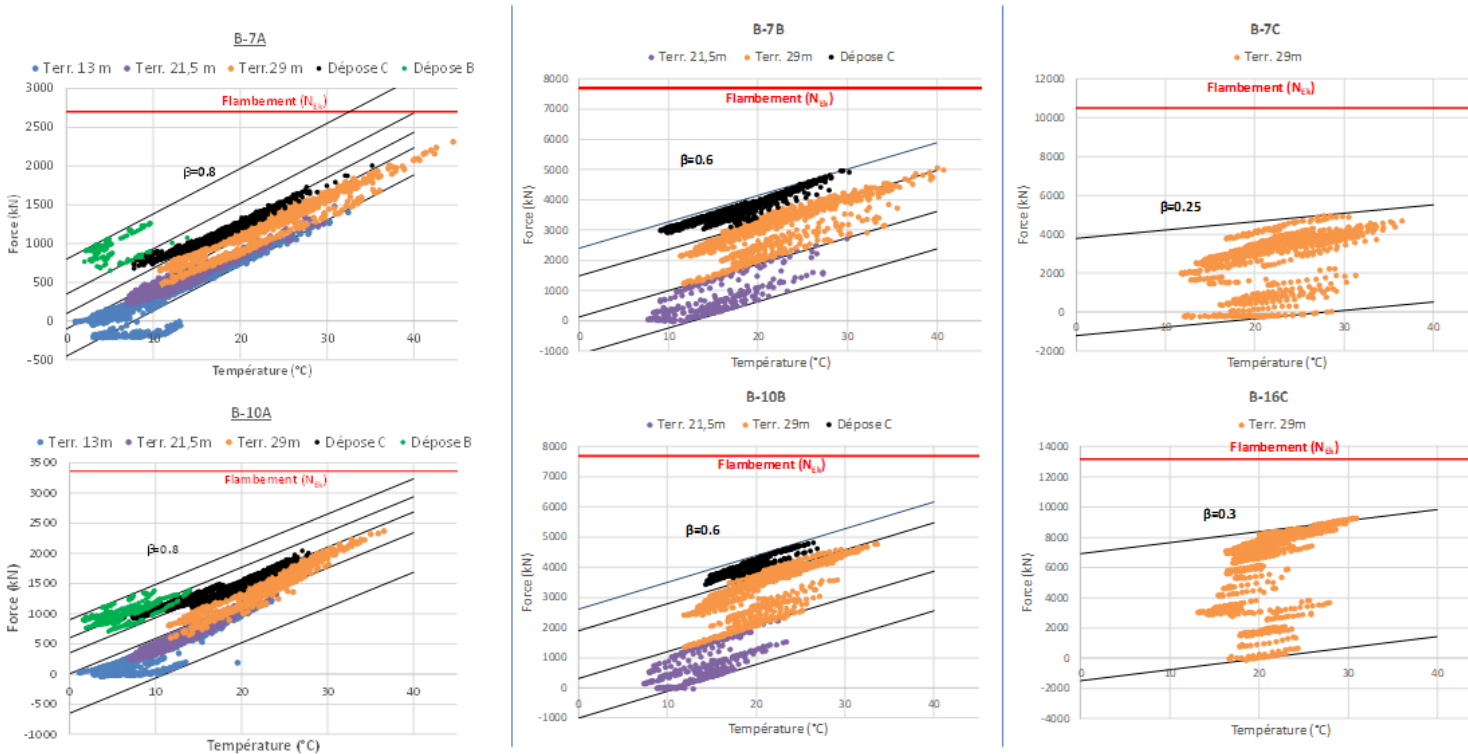 B-7A
Terr. 13 m Terr. 21,5 m Terr.29 m Dépose C Dépose B
3000
2500
2000
1500
1000
500
0
-500
Flambement (N_Ek)
β=0.8
0 10 20 30 40
Force (kN)
Température (°C)
B-7B
Terr. 21,5m Terr. 29m Dépose C
8000
7000
6000
5000
4000
3000
2000
1000
0
-1000
Flambement (N_Ek)
β=0.6
0 10 20 30 40
Force (kN)
Température (°C)
B-7C
Terr. 29m
12000
10000
8000
6000
4000
2000
0
-2000
Flambement (N_Ek)
β=0.25
0 10 20 30 40
Force (kN)
Température (°C)
B-10A
Terr. 13m Terr. 21,5m Terr. 29m Dépose C Dépose B
3500
3000
2500
2000
1500
1000
500
0
-500
-1000
Flambement (N_Ek)
β=0.8
0 10 20 30 40
Force (kN)
Température (°C)
B-10B
Terr. 21,5m Terr. 29m Dépose C
8000
7000
6000
5000
4000
3000
2000
1000
0
-1000
Flambement (N_Ek)
β=0.6
0 10 20 30 40
Force (kN)
Température (°C)
B-16C
Terr. 29m
14000
12000
10000
8000
6000
4000
2000
0
-2000
-4000
Flambement (N_Ek)
β=0.3
0 10 20 30 40
Force (kN)
Température (°C)